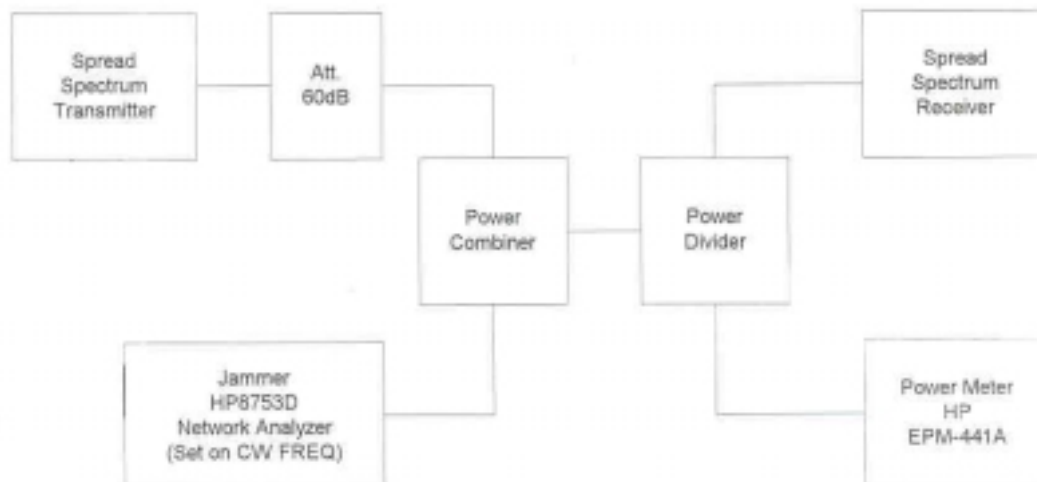 Spread
Spectrum
Transmitter
Att.
60dB
Spread
Spectrum
Receiver
Power
Combiner
Power
Divider
Jammer
HP8753D
Network Analyzer
(Set on CW FREQ)
Power Meter
HP
EPM-441A